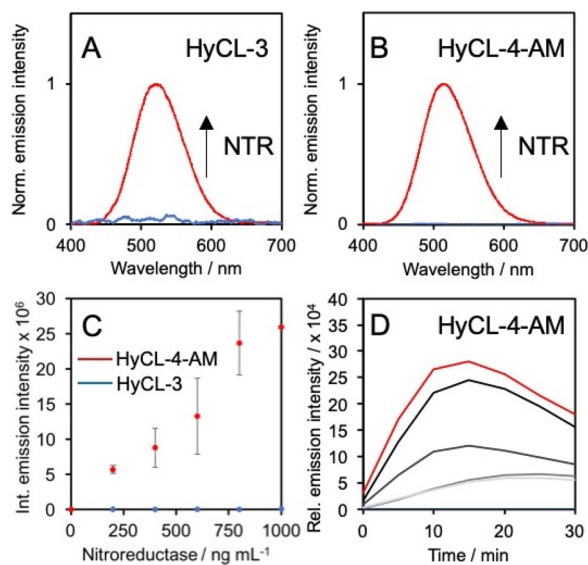 A
HyCL-3
Norm. emission intensity
1
0
NTR
400 500 600 700
Wavelength / nm
B
HyCL-4-AM
Norm. emission intensity
1
0
NTR
400 500 600 700
Wavelength / nm
C
Int. emission intensity x 10⁶
30
25
20
15
10
5
0
HyCL-4-AM
HyCL-3
0 250 500 750 1000
Nitroreductase / ng mL⁻¹
D
HyCL-4-AM
Rel. emission intensity / x 10⁴
40
35
30
25
20
15
10
5
0
0 10 20 30
Time / min